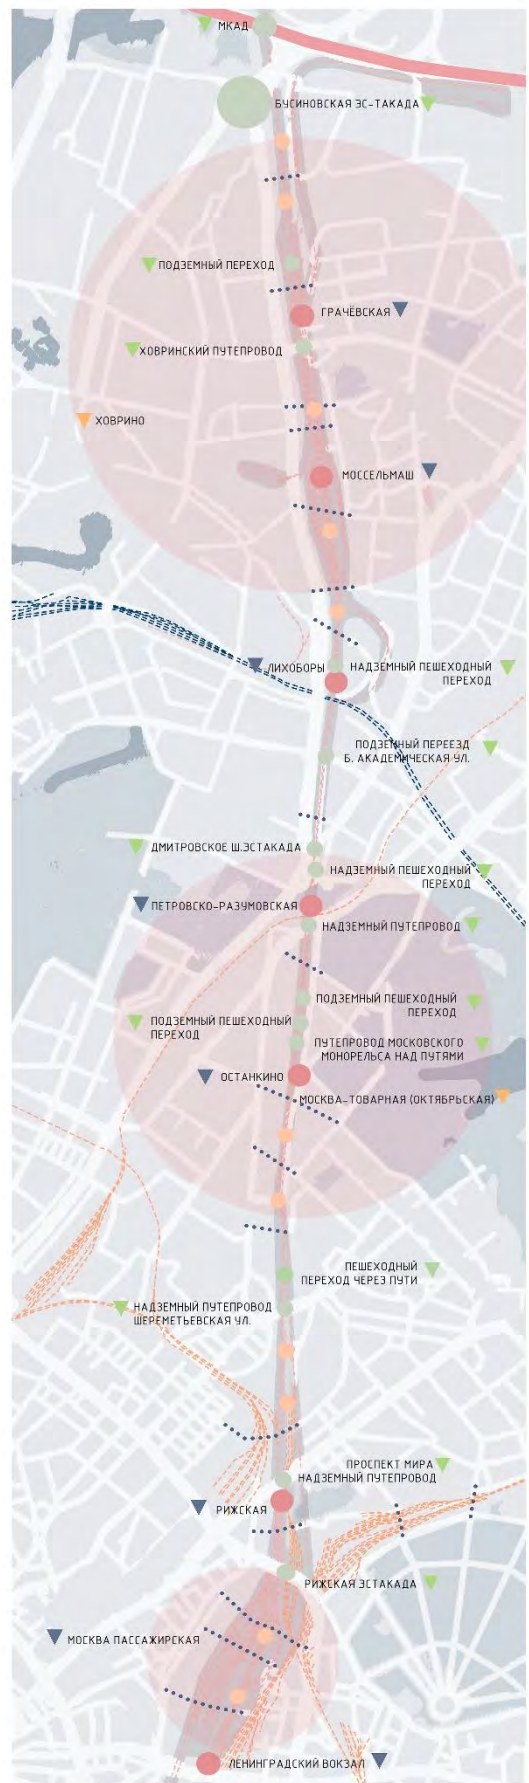 МКАД
БУСИНОВСКАЯ ЭС-ТАКАДА
ПОДЗЕМНЫЙ ПЕРЕХОД
ГРАЧЁВСКАЯ
ХОВРИНСКИЙ ПУТЕПРОВОД
ХОВРИНО
МОССЕЛЬМАШ
ЛИХОБОРЫ
НАДЗЕМНЫЙ ПЕШЕХОДНЫЙ
ПЕРЕХОД
ПОДЗЕМНЫЙ ПЕРЕЕЗД
Б. АКАДЕМИЧЕСКАЯ УЛ.
ДМИТРОВСКОЕ Ш.ЭСТАКАДА
НАДЗЕМНЫЙ ПЕШЕХОДНЫЙ
ПЕРЕХОД
ПЕТРОВСКО-РАЗУМОВСКАЯ
НАДЗЕМНЫЙ ПУТЕПРОВОД
ПОДЗЕМНЫЙ ПЕШЕХОДНЫЙ
ПЕРЕХОД
ПОДЗЕМНЫЙ ПЕШЕХОДНЫЙ
ПЕРЕХОД
ПУТЕПРОВОД МОСКОВСКОГО
МОНОРЕЛЬСА НАД ПУТЯМИ
ОСТАНКИНО
МОСКВА-ТОВАРНАЯ (ОКТЯБРЬСКАЯ)
ПЕШЕХОДНЫЙ
ПЕРЕХОД ЧЕРЕЗ ПУТИ
НАДЗЕМНЫЙ ПУТЕПРОВОД
ШЕРЕМЕТЬЕВСКАЯ УЛ.
ПРОСПЕКТ МИРА
НАДЗЕМНЫЙ ПУТЕПРОВОД
РИЖСКАЯ
РИЖСКАЯ ЭСТАКАДА
МОСКВА ПАССАЖИРСКАЯ
ЛЕНИНГРАДСКИЙ ВОКЗАЛ